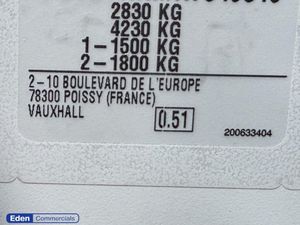 2830 KG
4230 KG
1-1500 KG
2-1800 KG
2-10 BOULEVARD DE L'EUROPE
78300 POISSY (FRANCE)
VAUXHALL
0.51
200633404
Eden Commercials